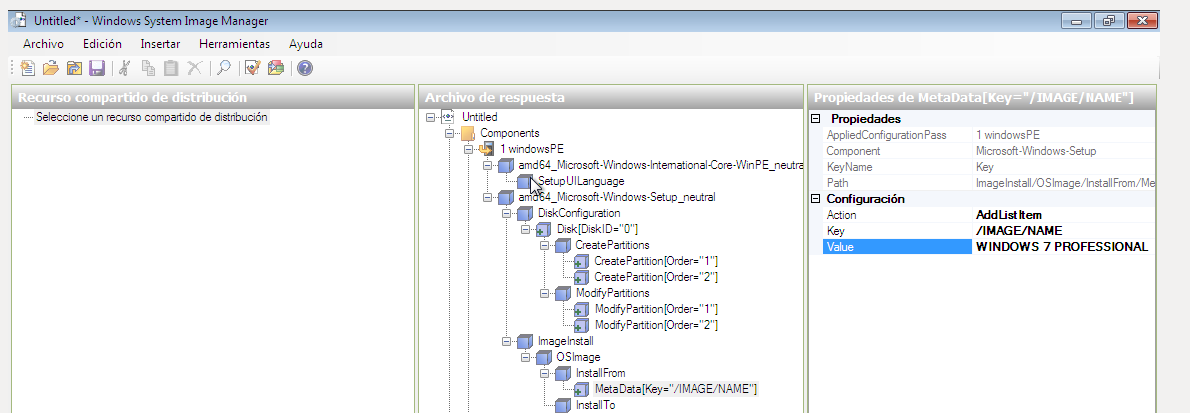 Untitled* - Windows System Image Manager
Archivo Edición Insertar Herramientas Ayuda
Recurso compartido de distribución
Seleccione un recurso compartido de distribución
Archivo de respuesta
Untitled
Components
1 windowsPE
amd64_Microsoft-Windows-International-Core-WinPE_neutra
SetupUILanguage
amd64_Microsoft-Windows-Setup_neutral
DiskConfiguration
Disk[DiskID="0"]
CreatePartitions
CreatePartition[Order="1"]
CreatePartition[Order="2"]
ModifyPartitions
ModifyPartition[Order="1"]
ModifyPartition[Order="2"]
ImageInstall
OSImage
InstallFrom
MetaData[Key="/IMAGE/NAME"]
InstallTo
Propiedades de MetaData[Key="/IMAGE/NAME"]
Propiedades
AppliedConfigurationPass 1 windowsPE
Component Microsoft-Windows-Setup
KeyName Key
Path ImageInstall/OSImage/InstallFrom/Me
Configuración
Action AddListItem
Key /IMAGE/NAME
Value WINDOWS 7 PROFESSIONAL